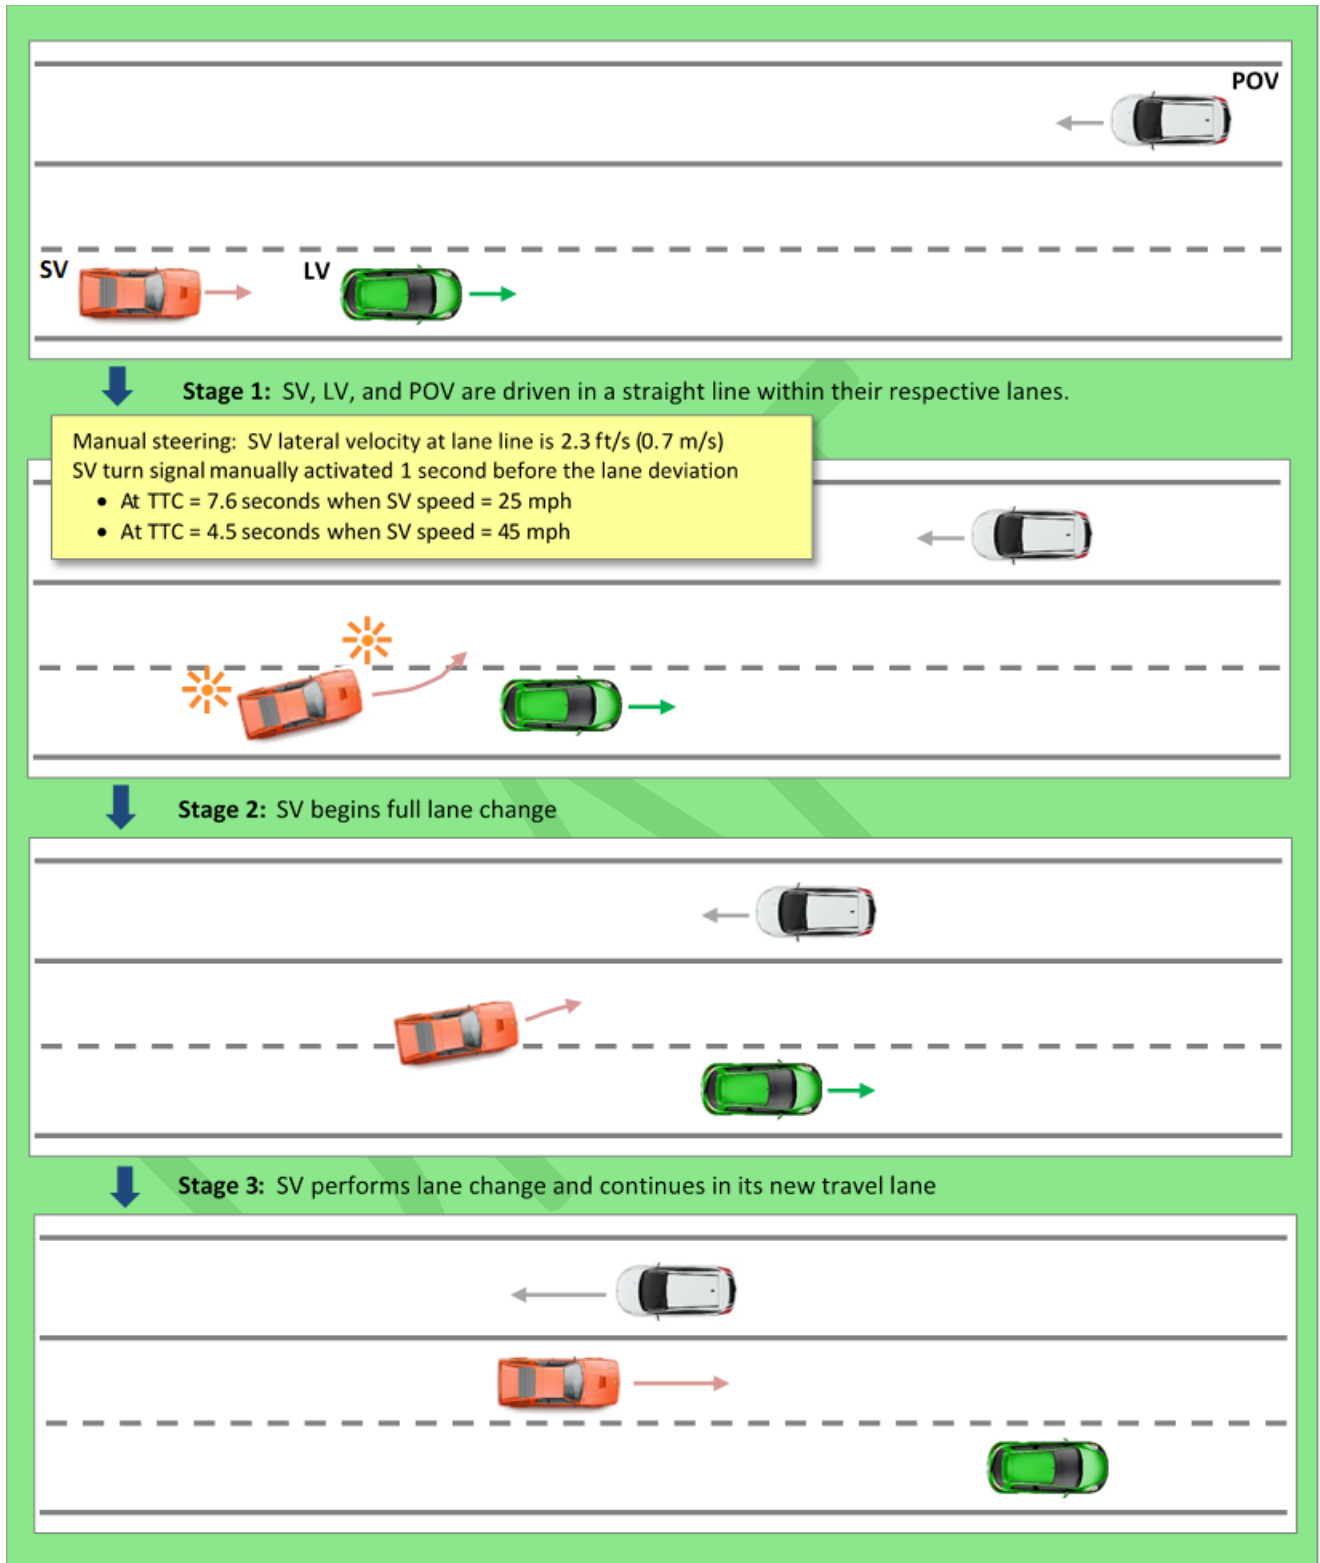 POV
SV
LV
Stage 1: SV, LV, and POV are driven in a straight line within their respective lanes.
Manual steering: SV lateral velocity at lane line is 2.3 ft/s (0.7 m/s)
SV turn signal manually activated 1 second before the lane deviation
• At TTC = 7.6 seconds when SV speed = 25 mph
• At TTC = 4.5 seconds when SV speed = 45 mph
Stage 2: SV begins full lane change
Stage 3: SV performs lane change and continues in its new travel lane